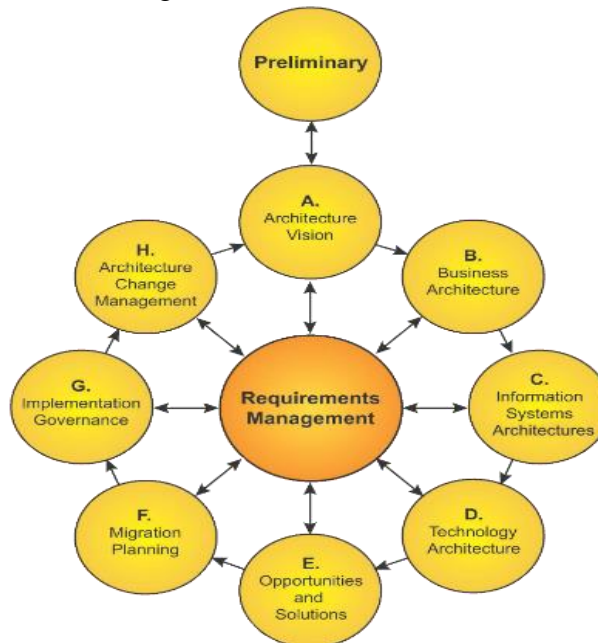 Preliminary
A.
Architecture
Vision
B.
Business
Architecture
C.
Information
Systems
Architectures
D.
Technology
Architecture
E.
Opportunities
and
Solutions
F.
Migration
Planning
G.
Implementation
Governance
H.
Architecture
Change
Management
Requirements
Management